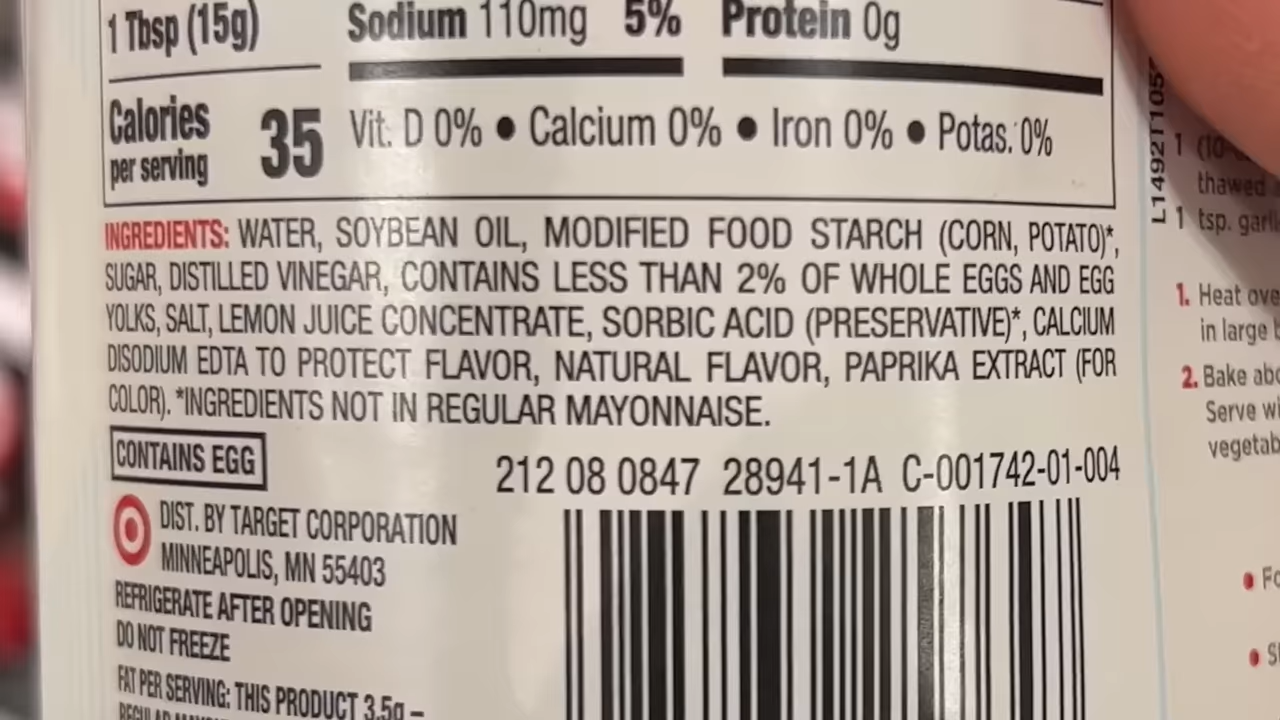 1 Tbsp (15g)
Sodium 110mg 5%
Protein 0g
Calories
per serving
35
Vit. D 0% • Calcium 0% • Iron 0% • Potas. 0%
INGREDIENTS: WATER, SOYBEAN OIL, MODIFIED FOOD STARCH (CORN, POTATO)*,
SUGAR, DISTILLED VINEGAR, CONTAINS LESS THAN 2% OF WHOLE EGGS AND EGG
YOLKS, SALT, LEMON JUICE CONCENTRATE, SORBIC ACID (PRESERVATIVE)*, CALCIUM
DISODIUM EDTA TO PROTECT FLAVOR, NATURAL FLAVOR, PAPRIKA EXTRACT (FOR
COLOR). *INGREDIENTS NOT IN REGULAR MAYONNAISE.
CONTAINS EGG
212 08 0847 28941-1A C-001742-01-004
DIST. BY TARGET CORPORATION
MINNEAPOLIS, MN 55403
REFRIGERATE AFTER OPENING
DO NOT FREEZE
FAT PER SERVING: THIS PRODUCT 3.5g –
L1492T105
1 (10-
thawed
1 tsp. garli
1. Heat ove
in large
2. Bake abo
Serve wi
vegetab
• Fo
• S